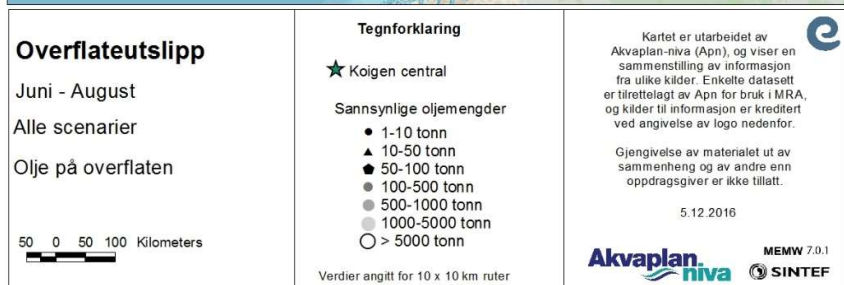 Overflateutslipp
Juni - August
Alle scenarier
Olje på overflaten
50 0 50 100 Kilometers
Tegnforklaring
Koigen central
Sannsynlige oljemengder
1-10 tonn
10-50 tonn
50-100 tonn
100-500 tonn
500-1000 tonn
1000-5000 tonn
> 5000 tonn
Verdier angitt for 10 x 10 km ruter
Kartet er utarbeidet av
Akvaplan-niva (Apn), og viser en
sammenstilling av informasjon
fra ulike kilder. Enkelte datasett
er tilrettelagt av Apn for bruk i MRA,
og kilder til informasjon er kreditert
ved angivelse av logo nedenfor.
Gjengivelse av materialet ut av
sammenheng og av andre enn
oppdragsgiver er ikke tillatt.
5.12.2016
Akvaplan
niva
MEMW 7.0.1
SINTEF